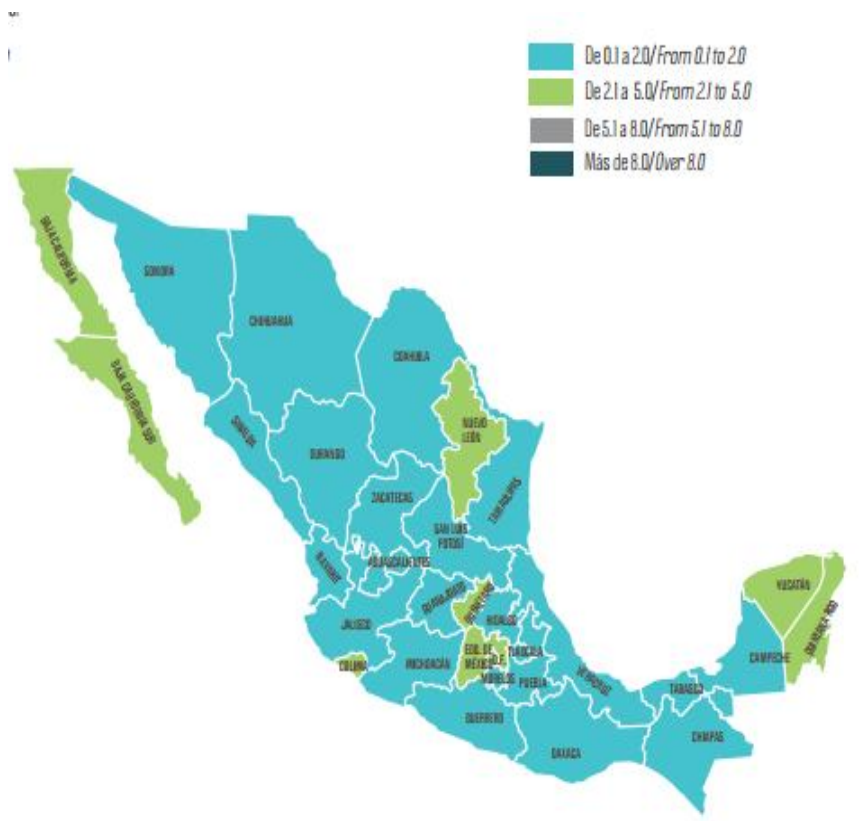 De 0.1 a 2.0/From 0.1 to 2.0
De 2.1 a 5.0/From 2.1 to 5.0
De 5.1 a 8.0/From 5.1 to 8.0
Más de 8.0/Over 8.0
BAJA CALIFORNIA
SONORA
CHIHUAHUA
COAHUILA
BAJA CALIFORNIA SUR
SINALOA
DURANGO
NUEVO
LEÓN
ZACATECAS
TAMAULIPAS
SAN LUIS
POTOSÍ
NAYARIT
AGUASCALIENTES
GUANAJUATO
QUERÉTARO
HIDALGO
JALISCO
COLIMA
MICHOACÁN
EDO. DE
MÉXICO
D.F.
TLAXCALA
MORELOS
PUEBLA
VERACRUZ
GUERRERO
OAXACA
TABASCO
CHIAPAS
CAMPECHE
YUCATÁN
QUINTANA ROO